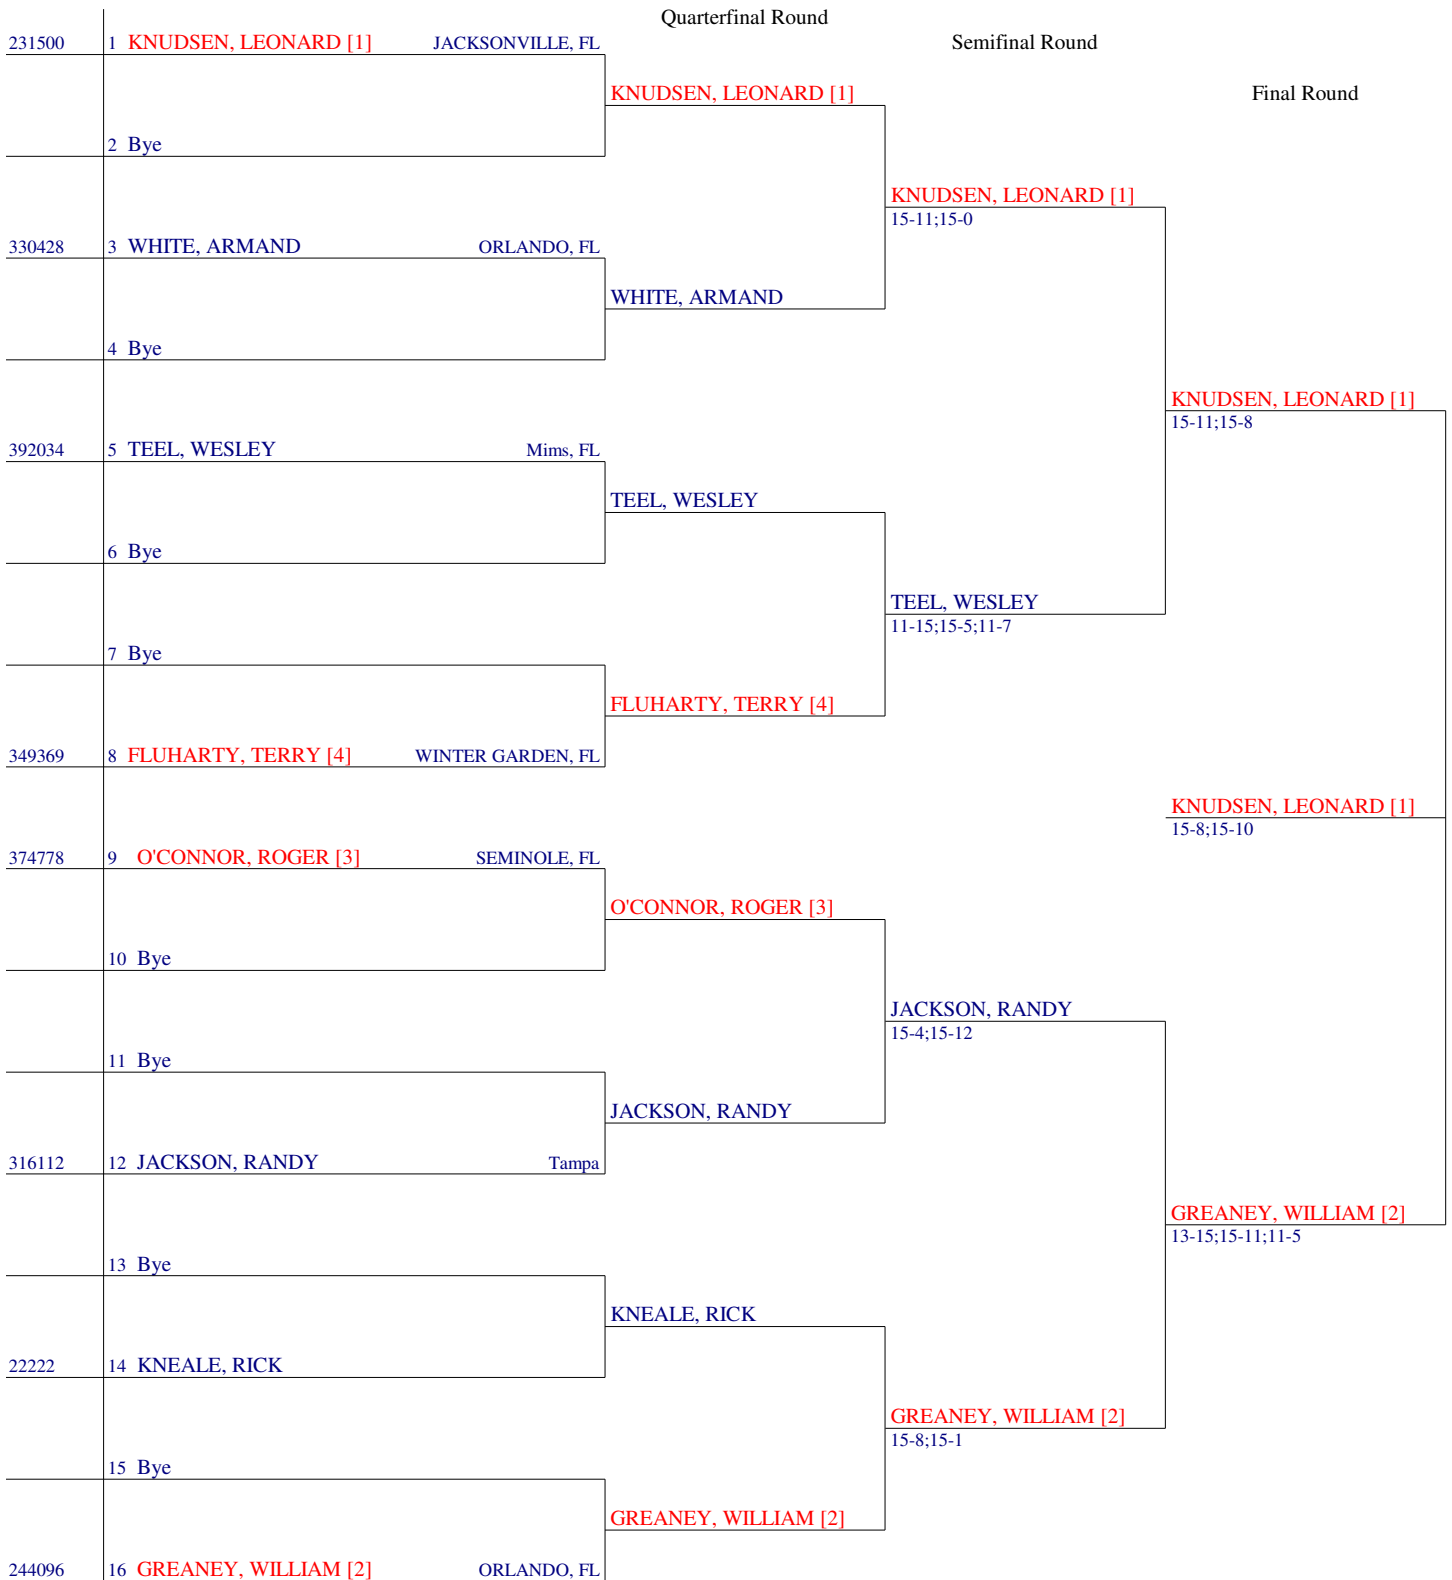 Quarterfinal Round
231500 1 KNUDSEN, LEONARD [1] JACKSONVILLE, FL
Semifinal Round
KNUDSEN, LEONARD [1]
Final Round
2 Bye
KNUDSEN, LEONARD [1]
15-11;15-0
330428 3 WHITE, ARMAND ORLANDO, FL
WHITE, ARMAND
4 Bye
KNUDSEN, LEONARD [1]
15-11;15-8
392034 5 TEEL, WESLEY Mims, FL
TEEL, WESLEY
6 Bye
TEEL, WESLEY
11-15;15-5;11-7
7 Bye
FLUHARTY, TERRY [4]
349369 8 FLUHARTY, TERRY [4] WINTER GARDEN, FL
KNUDSEN, LEONARD [1]
15-8;15-10
374778 9 O'CONNOR, ROGER [3] SEMINOLE, FL
O'CONNOR, ROGER [3]
10 Bye
JACKSON, RANDY
15-4;15-12
11 Bye
JACKSON, RANDY
316112 12 JACKSON, RANDY Tampa
GREANEY, WILLIAM [2]
13-15;15-11;11-5
13 Bye
KNEALE, RICK
22222 14 KNEALE, RICK
GREANEY, WILLIAM [2]
15-8;15-1
15 Bye
GREANEY, WILLIAM [2]
244096 16 GREANEY, WILLIAM [2] ORLANDO, FL